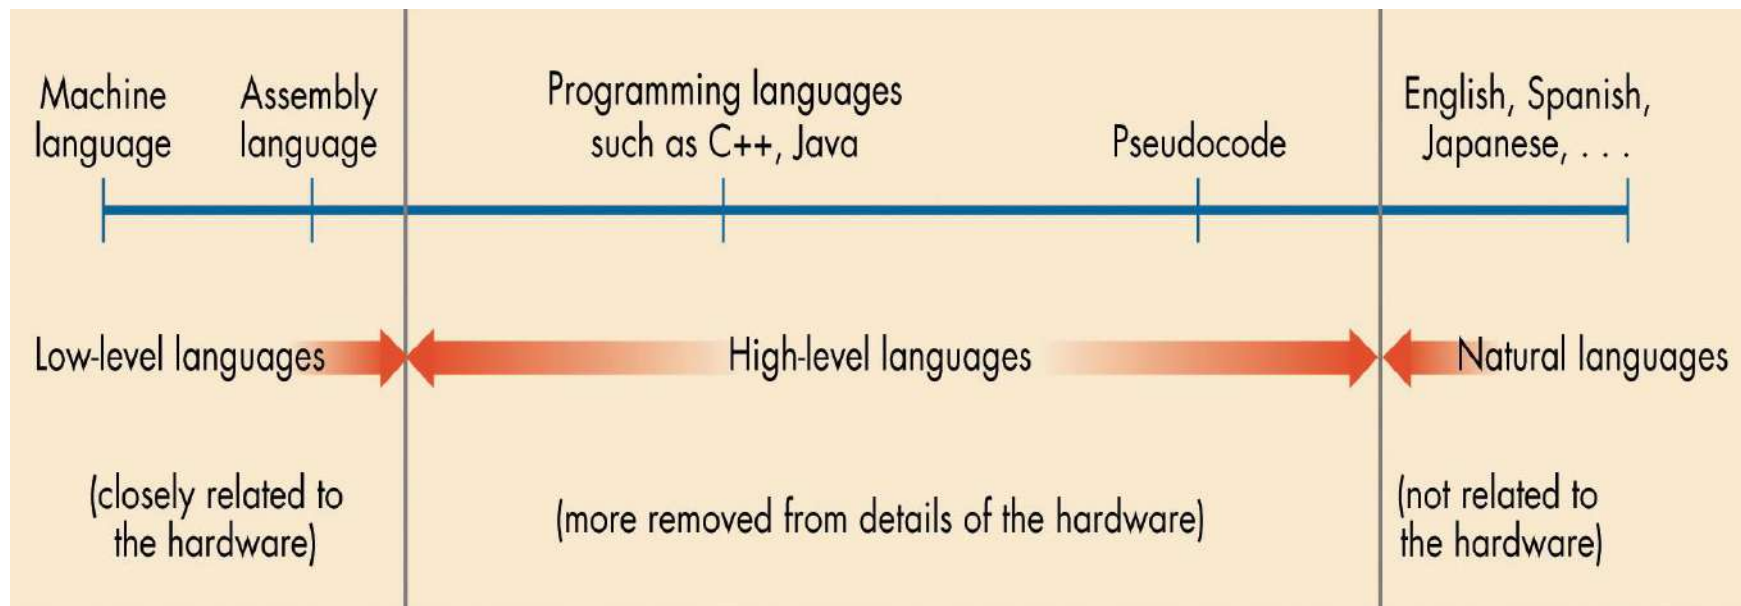 Machine
language
Assembly
language
Programming languages
such as C++, Java
Pseudocode
English, Spanish,
Japanese, . . .
Low-level languages
High-level languages
Natural languages
(closely related to
the hardware)
(more removed from details of the hardware)
(not related to
the hardware)